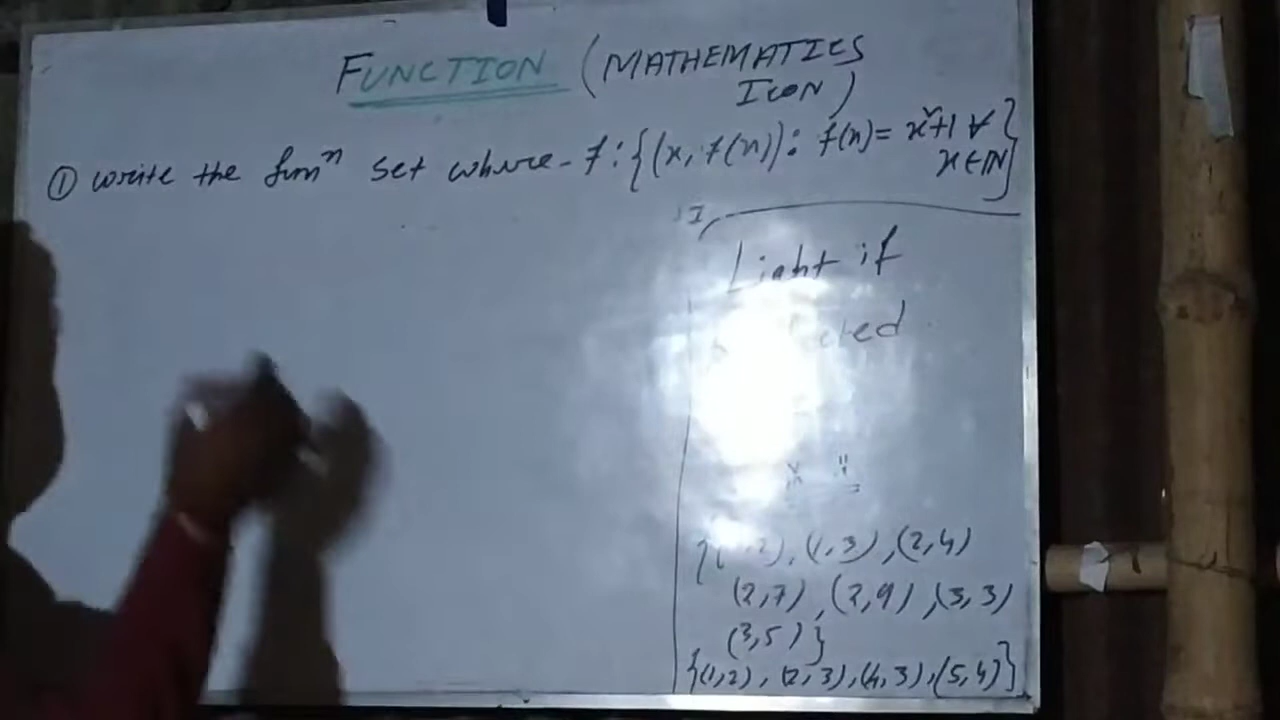 FUNCTION (MATHEMATICS
ICON)
① write the funⁿ set where - f : {(x, f(x)) : f(x) = x²+1 ∀
x ∈ IN}
Light if
(1,3), (2,4)
(2,7), (2,9), (3,3)
(3,5)}
{(1,2), (2,3), (4,3), (5,4)}